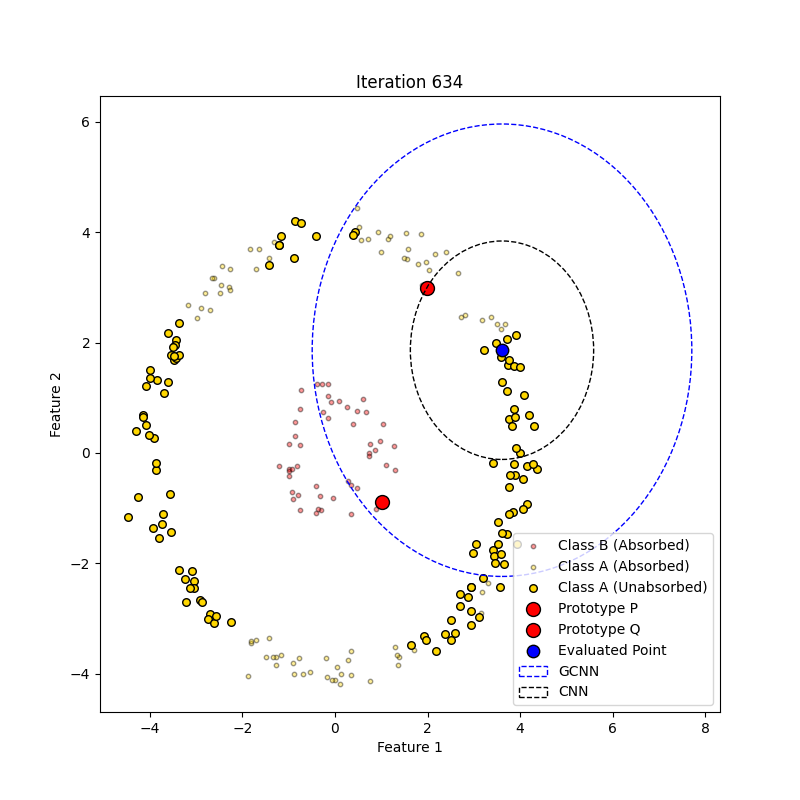 Iteration 634
Feature 2
6
4
2
0
−2
−4
−4
−2
0
2
4
6
8
Feature 1
Class B (Absorbed)
Class A (Absorbed)
Class A (Unabsorbed)
Prototype P
Prototype Q
Evaluated Point
GCNN
CNN